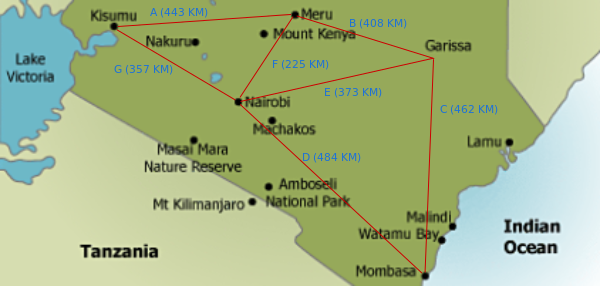 A (443 KM)
Kisumu
Meru
B (408 KM)
Nakuru
Mount Kenya
Garissa
Lake
Victoria
G (357 KM)
F (225 KM)
E (373 KM)
Nairobi
C (462 KM)
Machakos
Masai Mara
Nature Reserve
Lamu
D (484 KM)
Amboseli
National Park
Mt Kilimanjaro
Malindi
Watamu Bay
Indian
Ocean
Tanzania
Mombasa